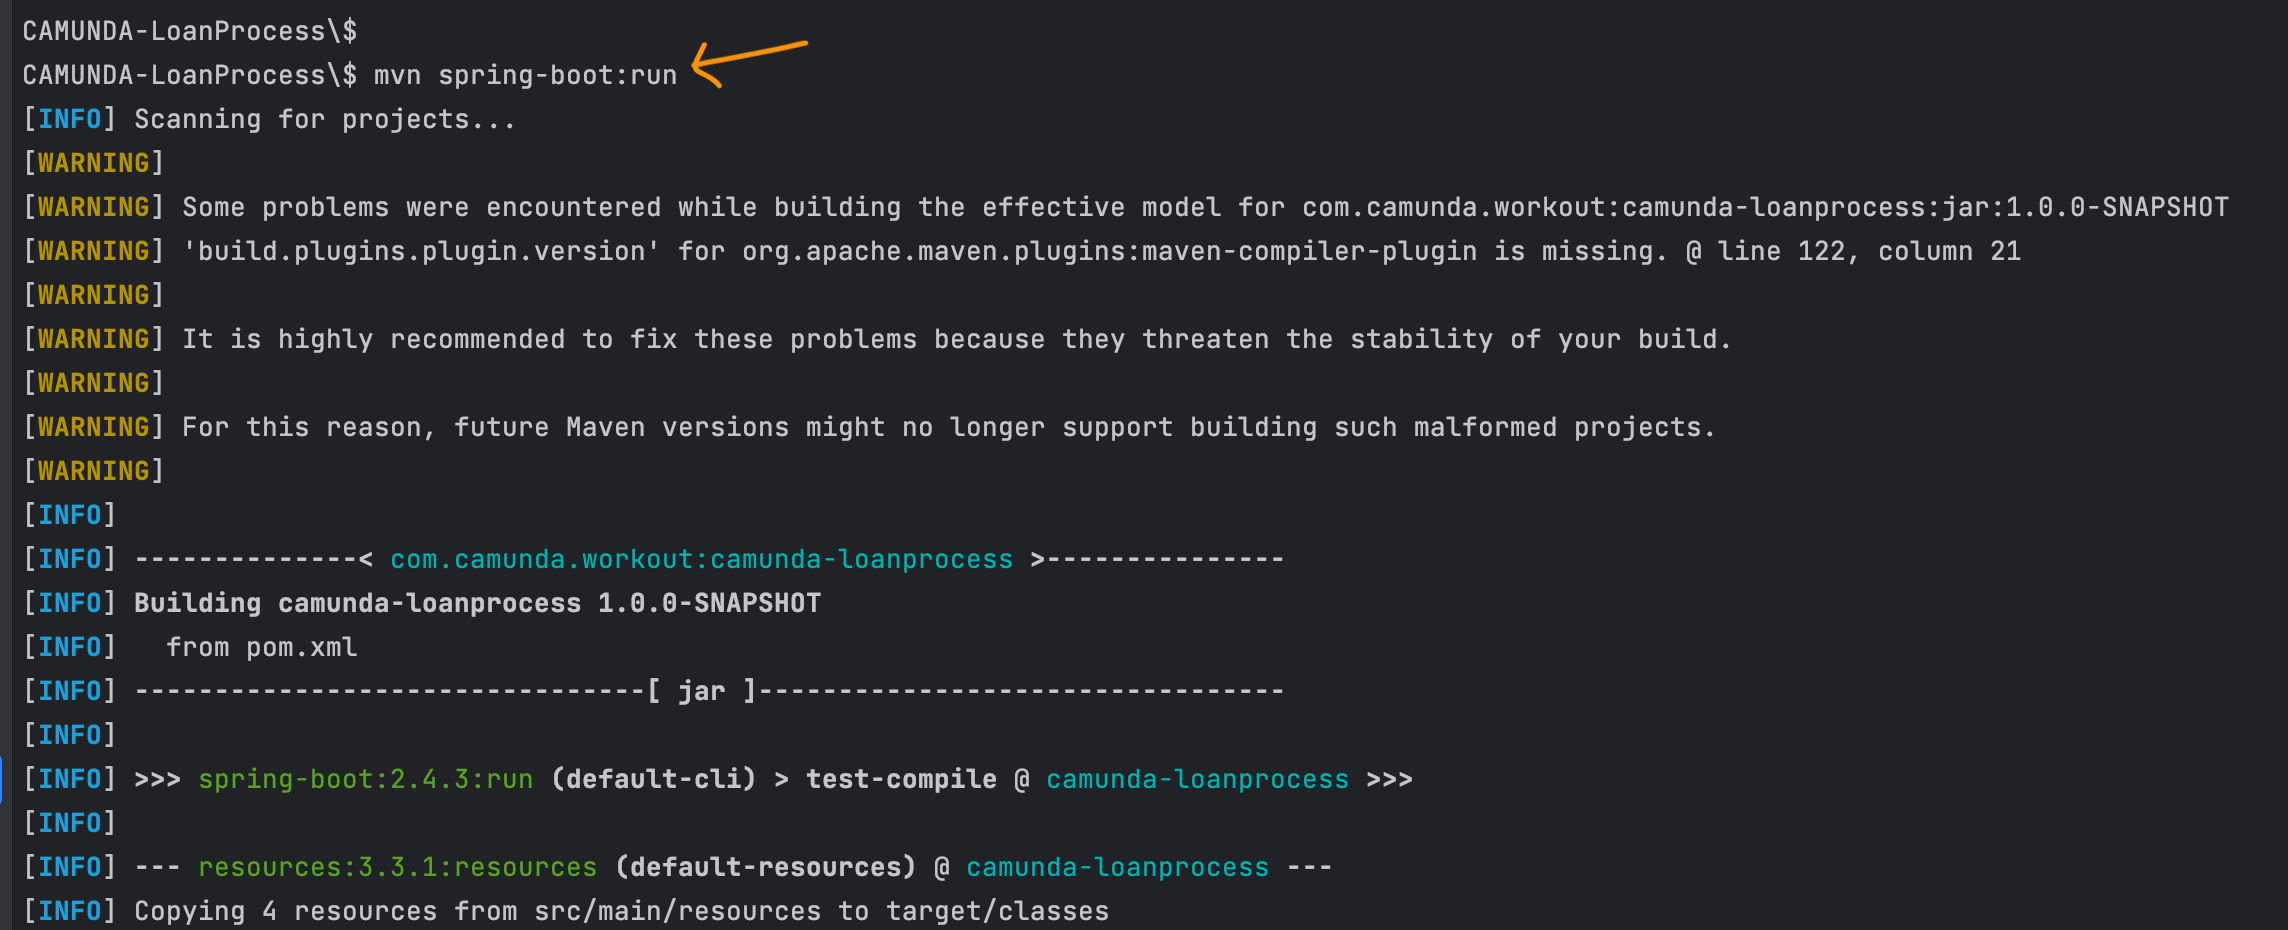 CAMUNDA-LoanProcess\$
CAMUNDA-LoanProcess\$ mvn spring-boot:run
[INFO] Scanning for projects...
[WARNING]
[WARNING] Some problems were encountered while building the effective model for com.camunda.workout:camunda-loanprocess:jar:1.0.0-SNAPSHOT
[WARNING] 'build.plugins.plugin.version' for org.apache.maven.plugins:maven-compiler-plugin is missing. @ line 122, column 21
[WARNING]
[WARNING] It is highly recommended to fix these problems because they threaten the stability of your build.
[WARNING]
[WARNING] For this reason, future Maven versions might no longer support building such malformed projects.
[WARNING]
[INFO]
[INFO] --------------< com.camunda.workout:camunda-loanprocess >---------------
[INFO] Building camunda-loanprocess 1.0.0-SNAPSHOT
[INFO]   from pom.xml
[INFO] --------------------------------[ jar ]---------------------------------
[INFO]
[INFO] >>> spring-boot:2.4.3:run (default-cli) > test-compile @ camunda-loanprocess >>>
[INFO]
[INFO] --- resources:3.3.1:resources (default-resources) @ camunda-loanprocess ---
[INFO] Copying 4 resources from src/main/resources to target/classes